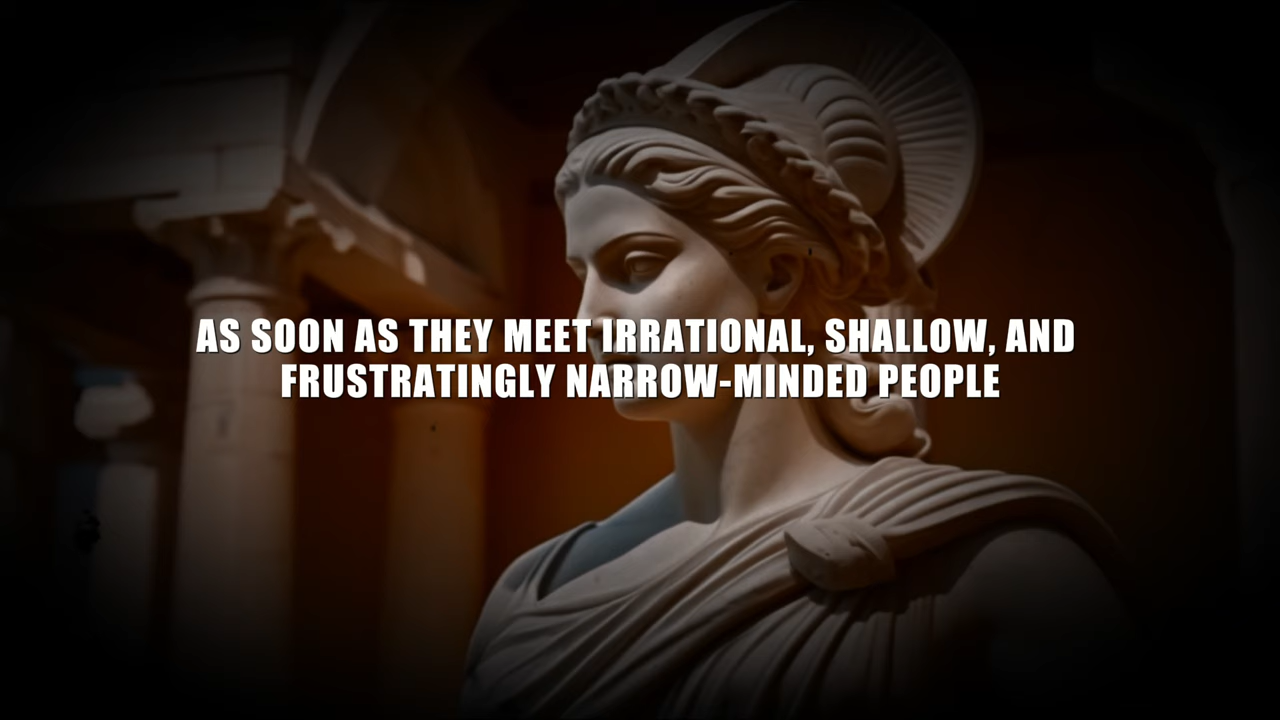 AS SOON AS THEY MEET IRRATIONAL, SHALLOW, AND
FRUSTRATINGLY NARROW-MINDED PEOPLE